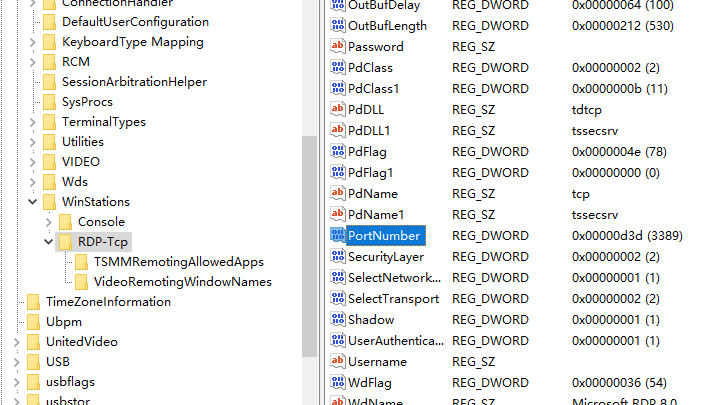 ConnectionHandler
DefaultUserConfiguration
KeyboardType Mapping
RCM
SessionArbitrationHelper
SysProcs
TerminalTypes
Utilities
VIDEO
Wds
WinStations
Console
RDP-Tcp
TSMMRemotingAllowedApps
VideoRemotingWindowNames
TimeZoneInformation
Ubpm
UnitedVideo
USB
usbflags
usbstor
OutBufDelay REG_DWORD 0x00000064 (100)
OutBufLength REG_DWORD 0x00000212 (530)
Password REG_SZ
PdClass REG_DWORD 0x00000002 (2)
PdClass1 REG_DWORD 0x0000000b (11)
PdDLL REG_SZ tdtcp
PdDLL1 REG_SZ tssecsrv
PdFlag REG_DWORD 0x0000004e (78)
PdFlag1 REG_DWORD 0x00000000 (0)
PdName REG_SZ tcp
PdName1 REG_SZ tssecsrv
PortNumber REG_DWORD 0x00000d3d (3389)
SecurityLayer REG_DWORD 0x00000002 (2)
SelectNetwork... REG_DWORD 0x00000001 (1)
SelectTransport REG_DWORD 0x00000002 (2)
Shadow REG_DWORD 0x00000001 (1)
UserAuthentica... REG_DWORD 0x00000001 (1)
Username REG_SZ
WdFlag REG_DWORD 0x00000036 (54)
WdName REG_SZ Microsoft RDP 8.0